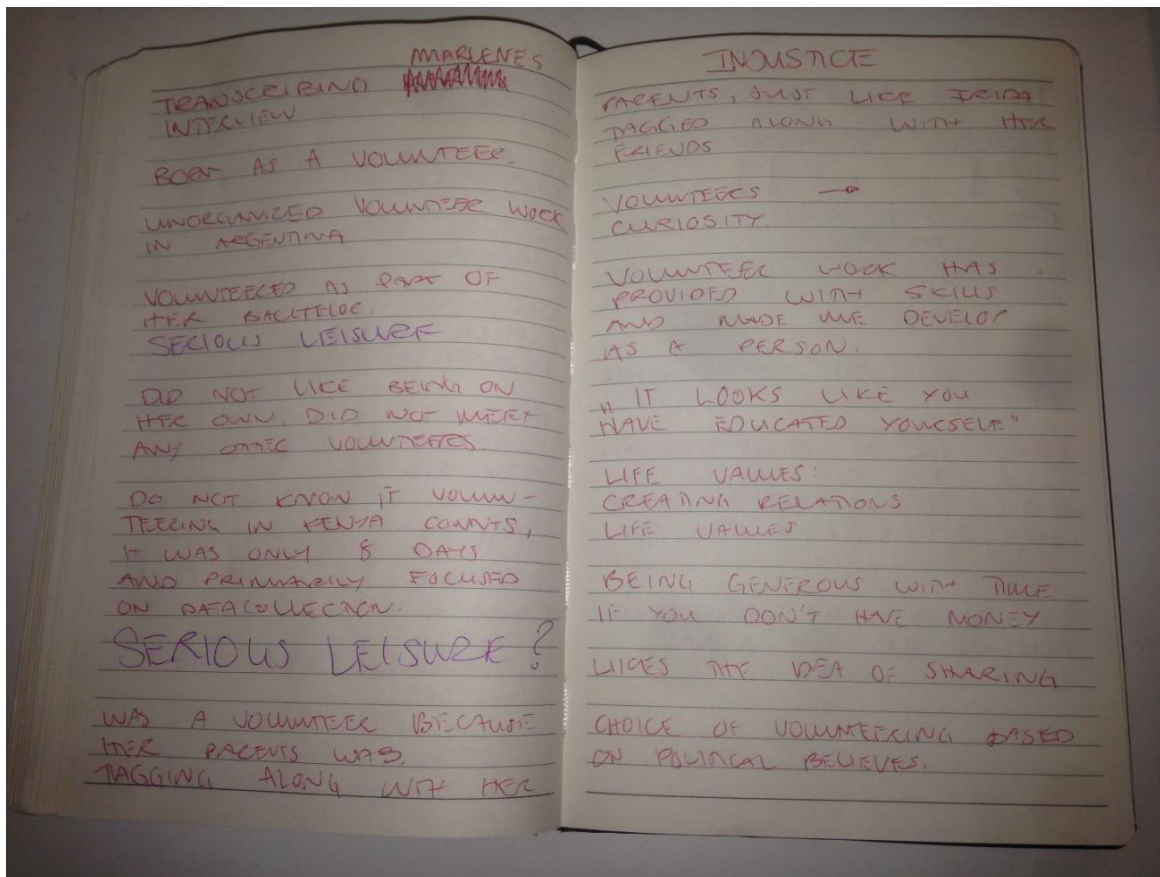 MARLENE'S
TRANSCRIBING
INTERVIEW
BORN AS A VOLUNTEER.
UNORGANIZED VOLUNTEER WORK
IN ARGENTINA
VOLUNTEERED AS PART OF
HER BACHELOR.
SERIOUS LEISURE
DID NOT LIKE BEING ON
HER OWN. DID NOT MEET
ANY OTHER VOLUNTEERS.
DO NOT KNOW IF VOLUN-
TEERING IN KENYA COUNTS,
IT WAS ONLY 8 DAYS
AND PRIMARILY FOCUSED
ON DATACOLLECTION.
SERIOUS LEISURE?
WAS A VOLUNTEER BECAUSE
HER PARENTS WAS.
TAGGING ALONG WITH HER
INJUSTICE
PARENTS, JUST LIKE FRIDA
TAGGED ALONG WITH HER
FRIENDS
VOLUNTEERS →
CURIOSITY.
VOLUNTEER WORK HAS
PROVIDED WITH SKILLS
AND MADE ME DEVELOP
AS A PERSON.
„ IT LOOKS LIKE YOU
HAVE EDUCATED YOURSELF"
LIFE VALUES:
CREATING RELATIONS
LIFE VALUES
BEING GENEROUS WITH TIME
IF YOU DON'T HAVE MONEY.
LIKES THE IDEA OF SHARING
CHOICE OF VOLUNTEERING BASED
ON POLITICAL BELIEVES.